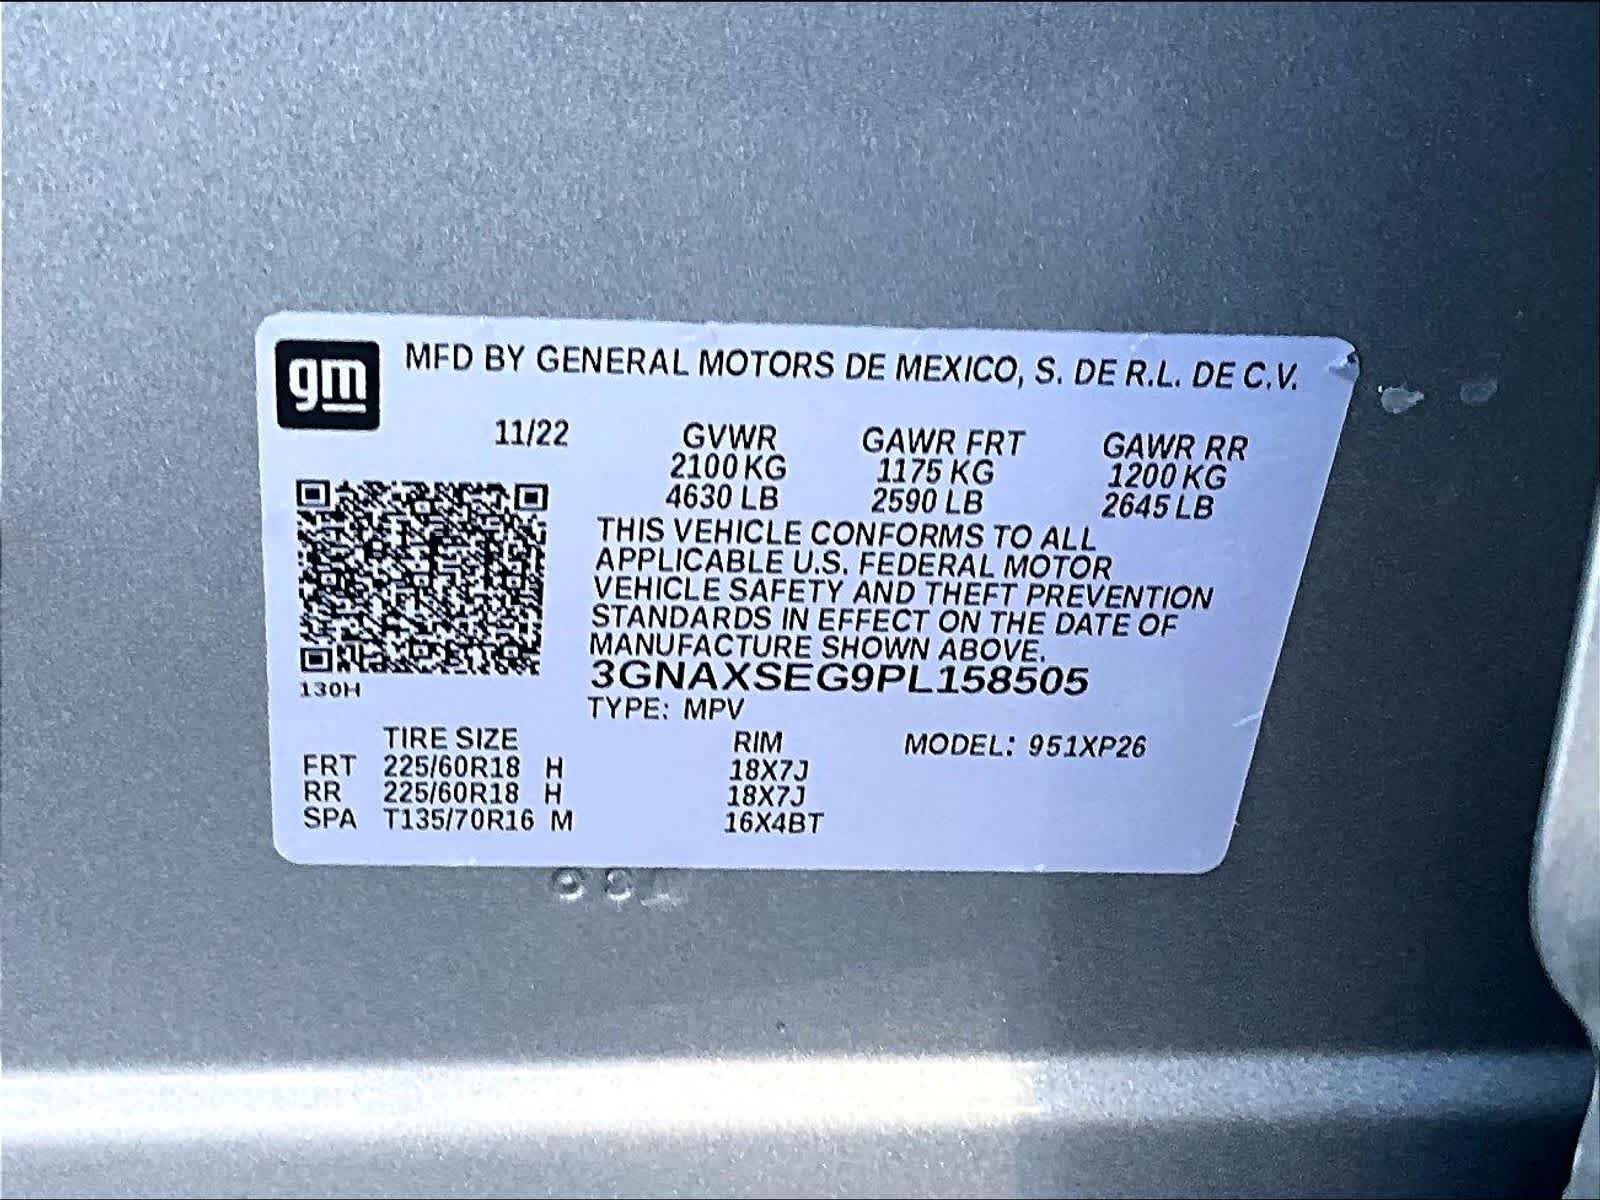 gm
MFD BY GENERAL MOTORS DE MEXICO, S. DE R.L. DE C.V.
11/22 GVWR GAWR FRT GAWR RR
2100 KG 1175 KG 1200 KG
4630 LB 2590 LB 2645 LB
THIS VEHICLE CONFORMS TO ALL
APPLICABLE U.S. FEDERAL MOTOR
VEHICLE SAFETY AND THEFT PREVENTION
STANDARDS IN EFFECT ON THE DATE OF
MANUFACTURE SHOWN ABOVE.
3GNAXSEG9PL158505
130H
TYPE: MPV
TIRE SIZE RIM MODEL: 951XP26
FRT 225/60R18 H 18X7J
RR 225/60R18 H 18X7J
SPA T135/70R16 M 16X4BT